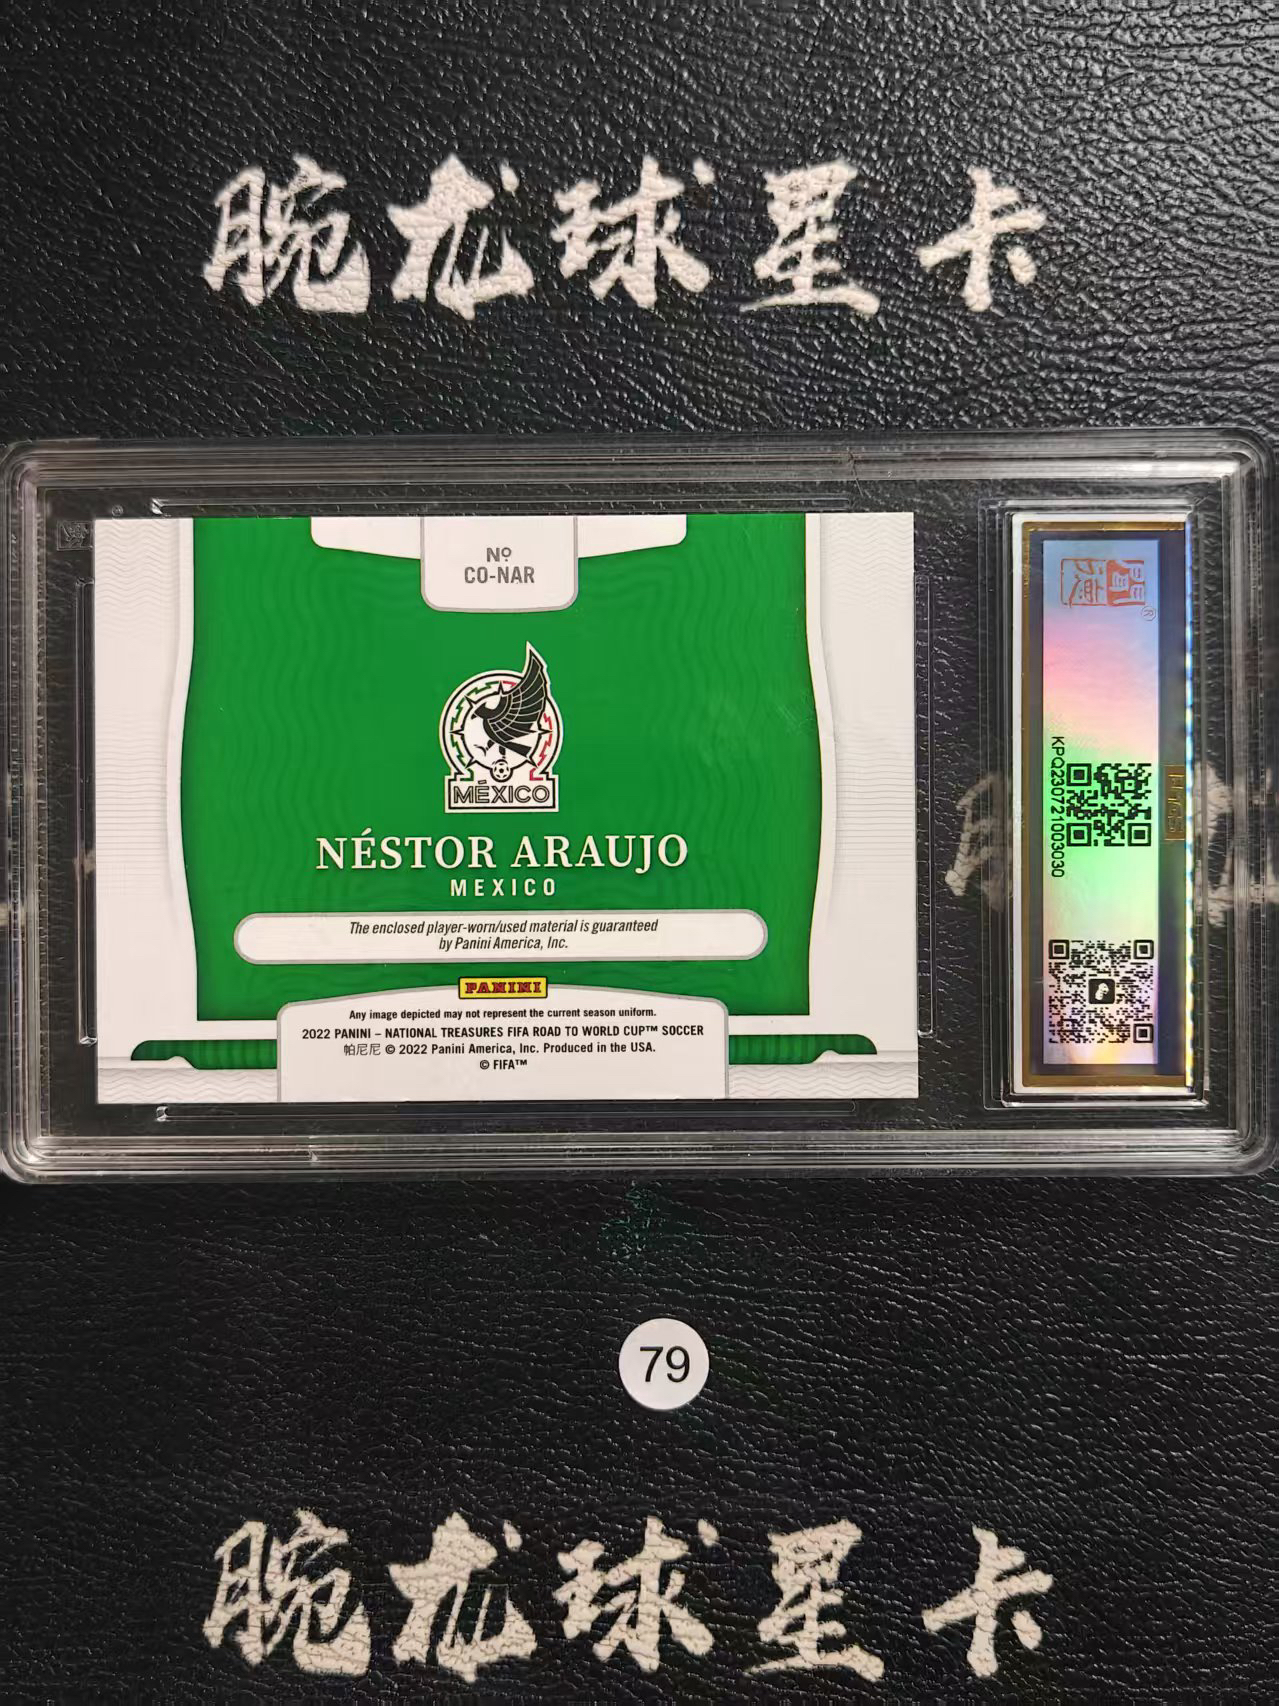 腕龙球星卡
Nº
CO-NAR
MÉXICO
NÉSTOR ARAUJO
MEXICO
The enclosed player-worn/used material is guaranteed
by Panini America, Inc.
PANINI
Any image depicted may not represent the current season uniform.
2022 PANINI – NATIONAL TREASURES FIFA ROAD TO WORLD CUP™ SOCCER
帕尼尼 © 2022 Panini America, Inc. Produced in the USA.
© FIFA™
KPQ230721003030
79
腕龙球星卡